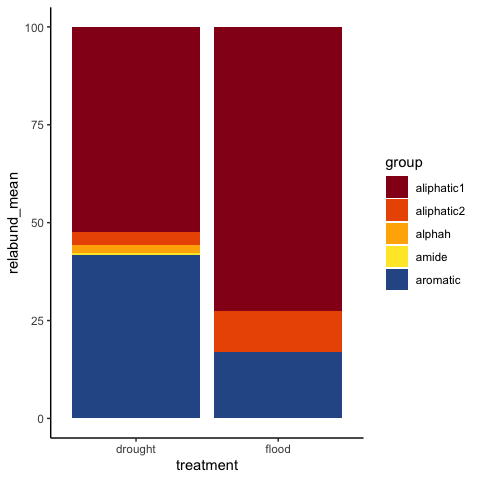 relabund_mean
100
75
50
25
0
drought
flood
treatment
group
aliphatic1
aliphatic2
alphah
amide
aromatic